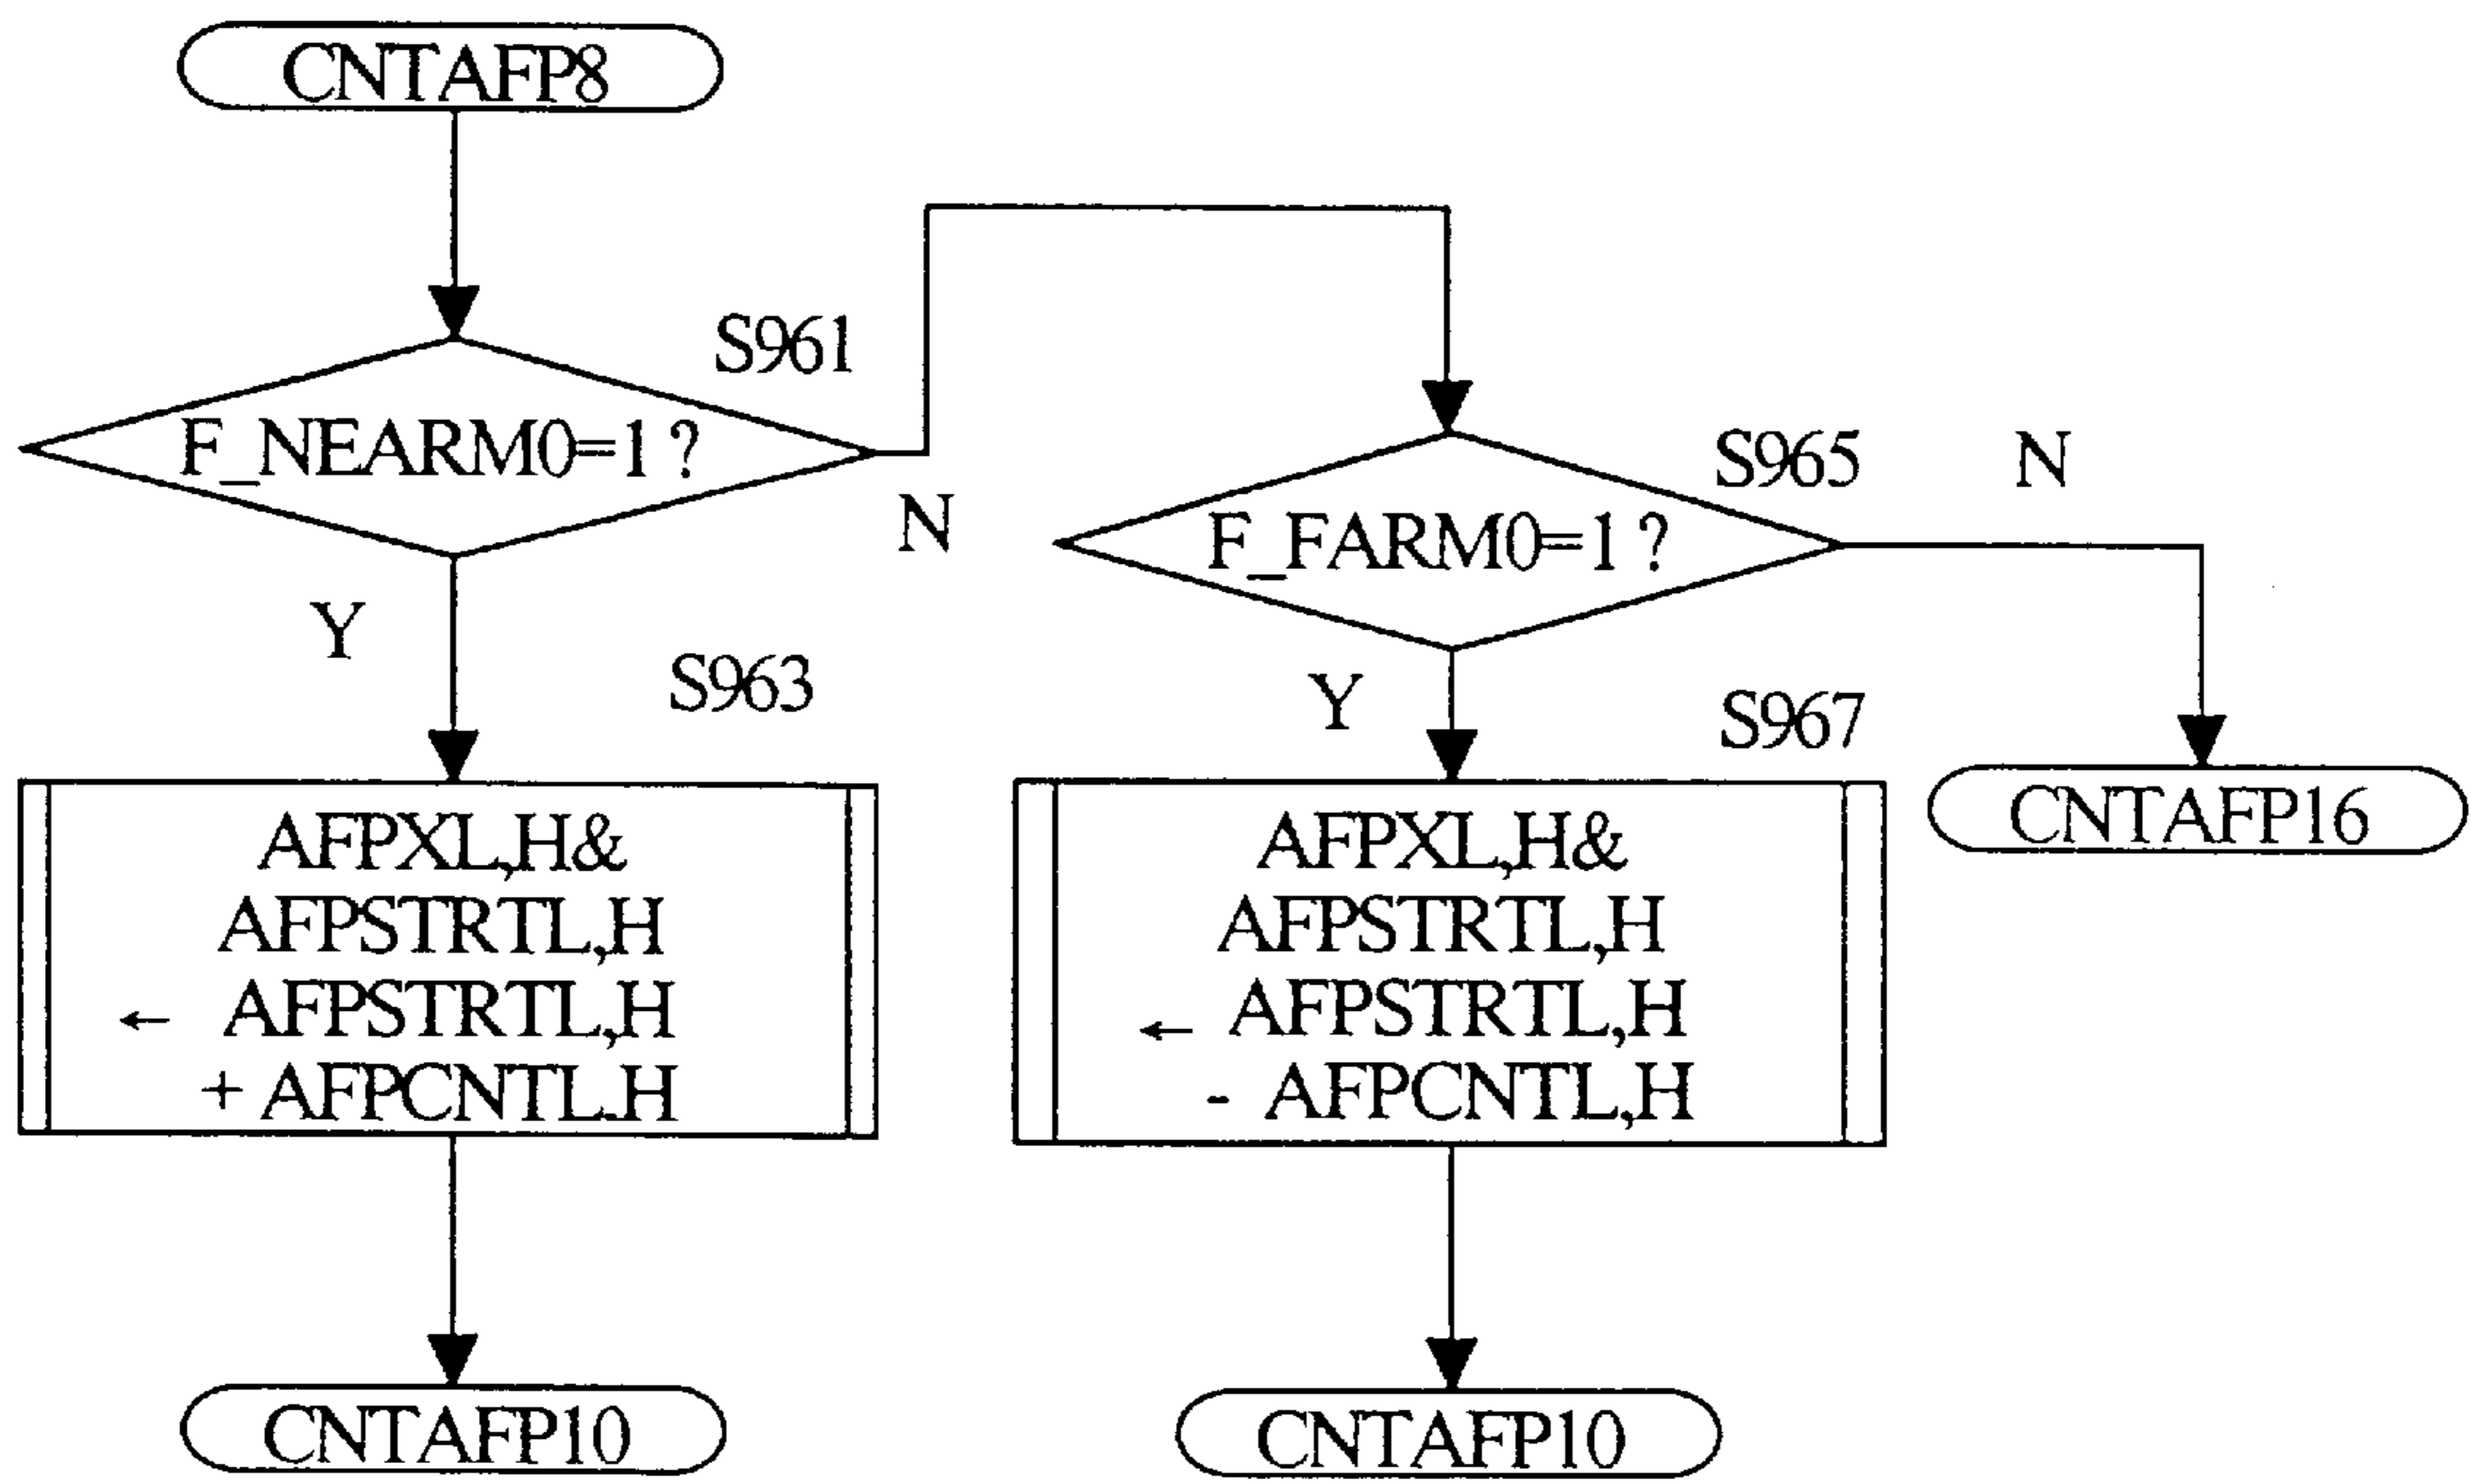 CNTAFP8
S961
F_NEARM0=1 ?
N
Y
S963
AFPXL,H&
AFPSTRTL,H
← AFPSTRTL,H
+ AFPCNTL,H
CNTAFP10
S965
N
F_FARM0=1 ?
Y
S967
AFPXL,H&
AFPSTRTL,H
← AFPSTRTL,H
- AFPCNTL,H
CNTAFP10
CNTAFP16